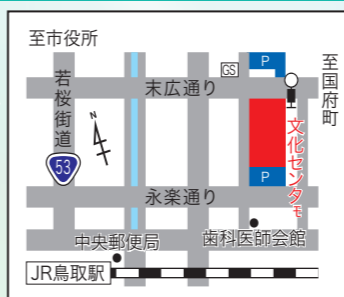 至市役所
P
GS
至国府町
末広通り
若桜街道
N
53
文化センター
P
永楽通り
歯科医師会館
中央郵便局
JR鳥取駅